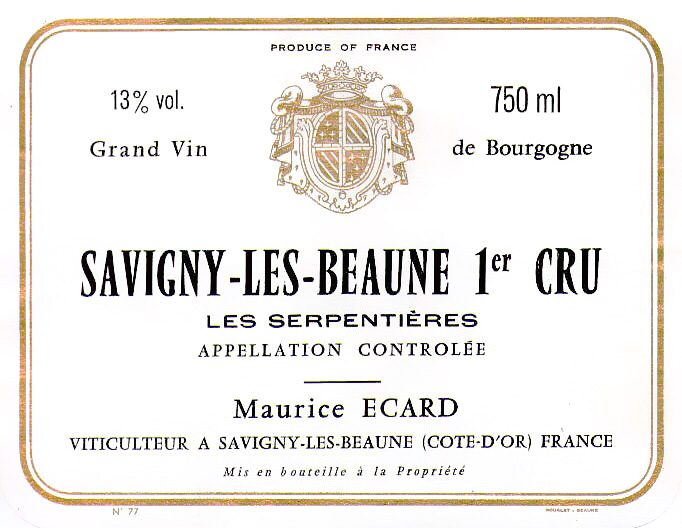 PRODUCE OF FRANCE
13% vol.
750 ml
Grand Vin
de Bourgogne
SAVIGNY-LES-BEAUNE 1er CRU
LES SERPENTIÈRES
APPELLATION CONTROLÉE
Maurice ECARD
VITICULTEUR A SAVIGNY-LES-BEAUNE (COTE-D'OR) FRANCE
Mis en bouteille à la Propriété
N° 77